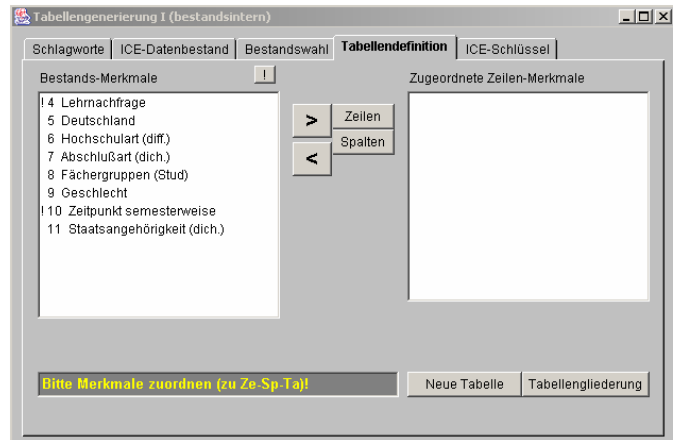 Tabellengenerierung I (bestandsintern)
Schlagworte ICE-Datenbestand Bestandswahl Tabellendefinition ICE-Schlüssel
Bestands-Merkmale ! Zugeordnete Zeilen-Merkmale
! 4 Lehrnachfrage
5 Deutschland
6 Hochschulart (diff.)
7 Abschlußart (dich.)
8 Fächergruppen (Stud)
9 Geschlecht
! 10 Zeitpunkt semesterweise
11 Staatsangehörigkeit (dich.)
> Zeilen
Spalten
<
Bitte Merkmale zuordnen (zu Ze-Sp-Ta)! Neue Tabelle Tabellengliederung